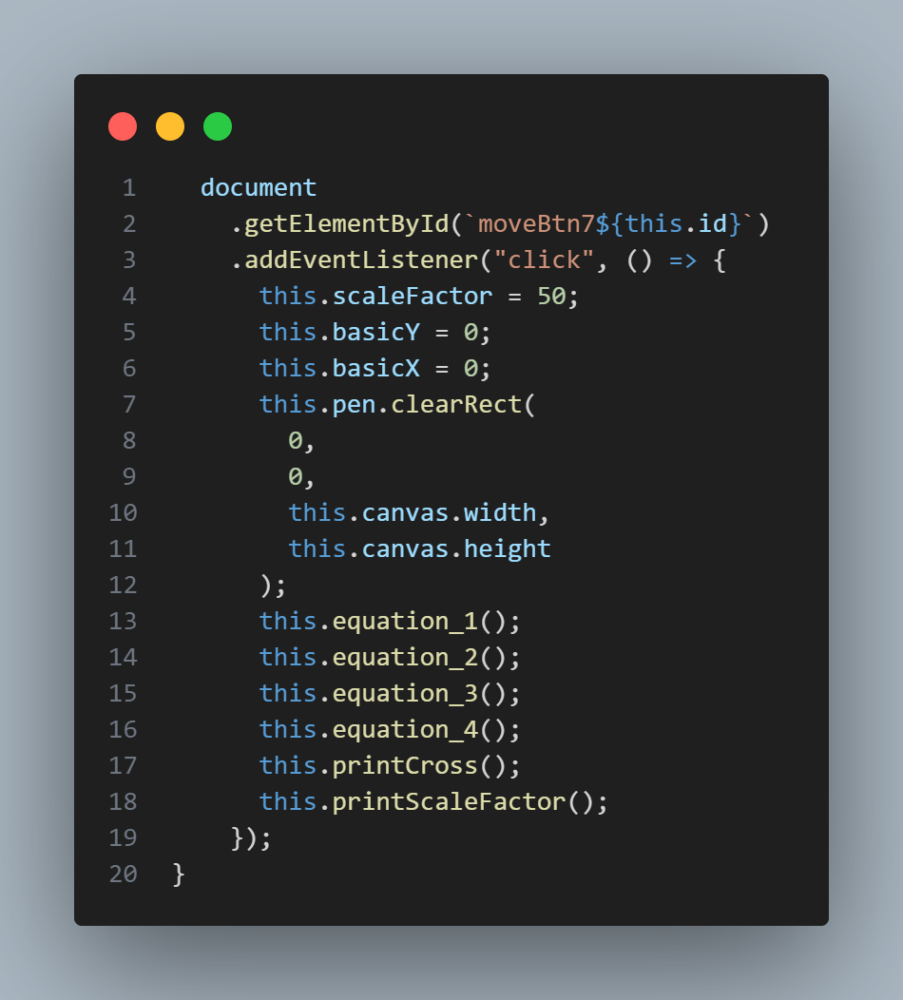 1 document
2 .getElementById(`moveBtn7${this.id}`)
3 .addEventListener("click", () => {
4 this.scaleFactor = 50;
5 this.basicY = 0;
6 this.basicX = 0;
7 this.pen.clearRect(
8 0,
9 0,
10 this.canvas.width,
11 this.canvas.height
12 );
13 this.equation_1();
14 this.equation_2();
15 this.equation_3();
16 this.equation_4();
17 this.printCross();
18 this.printScaleFactor();
19 });
20 }